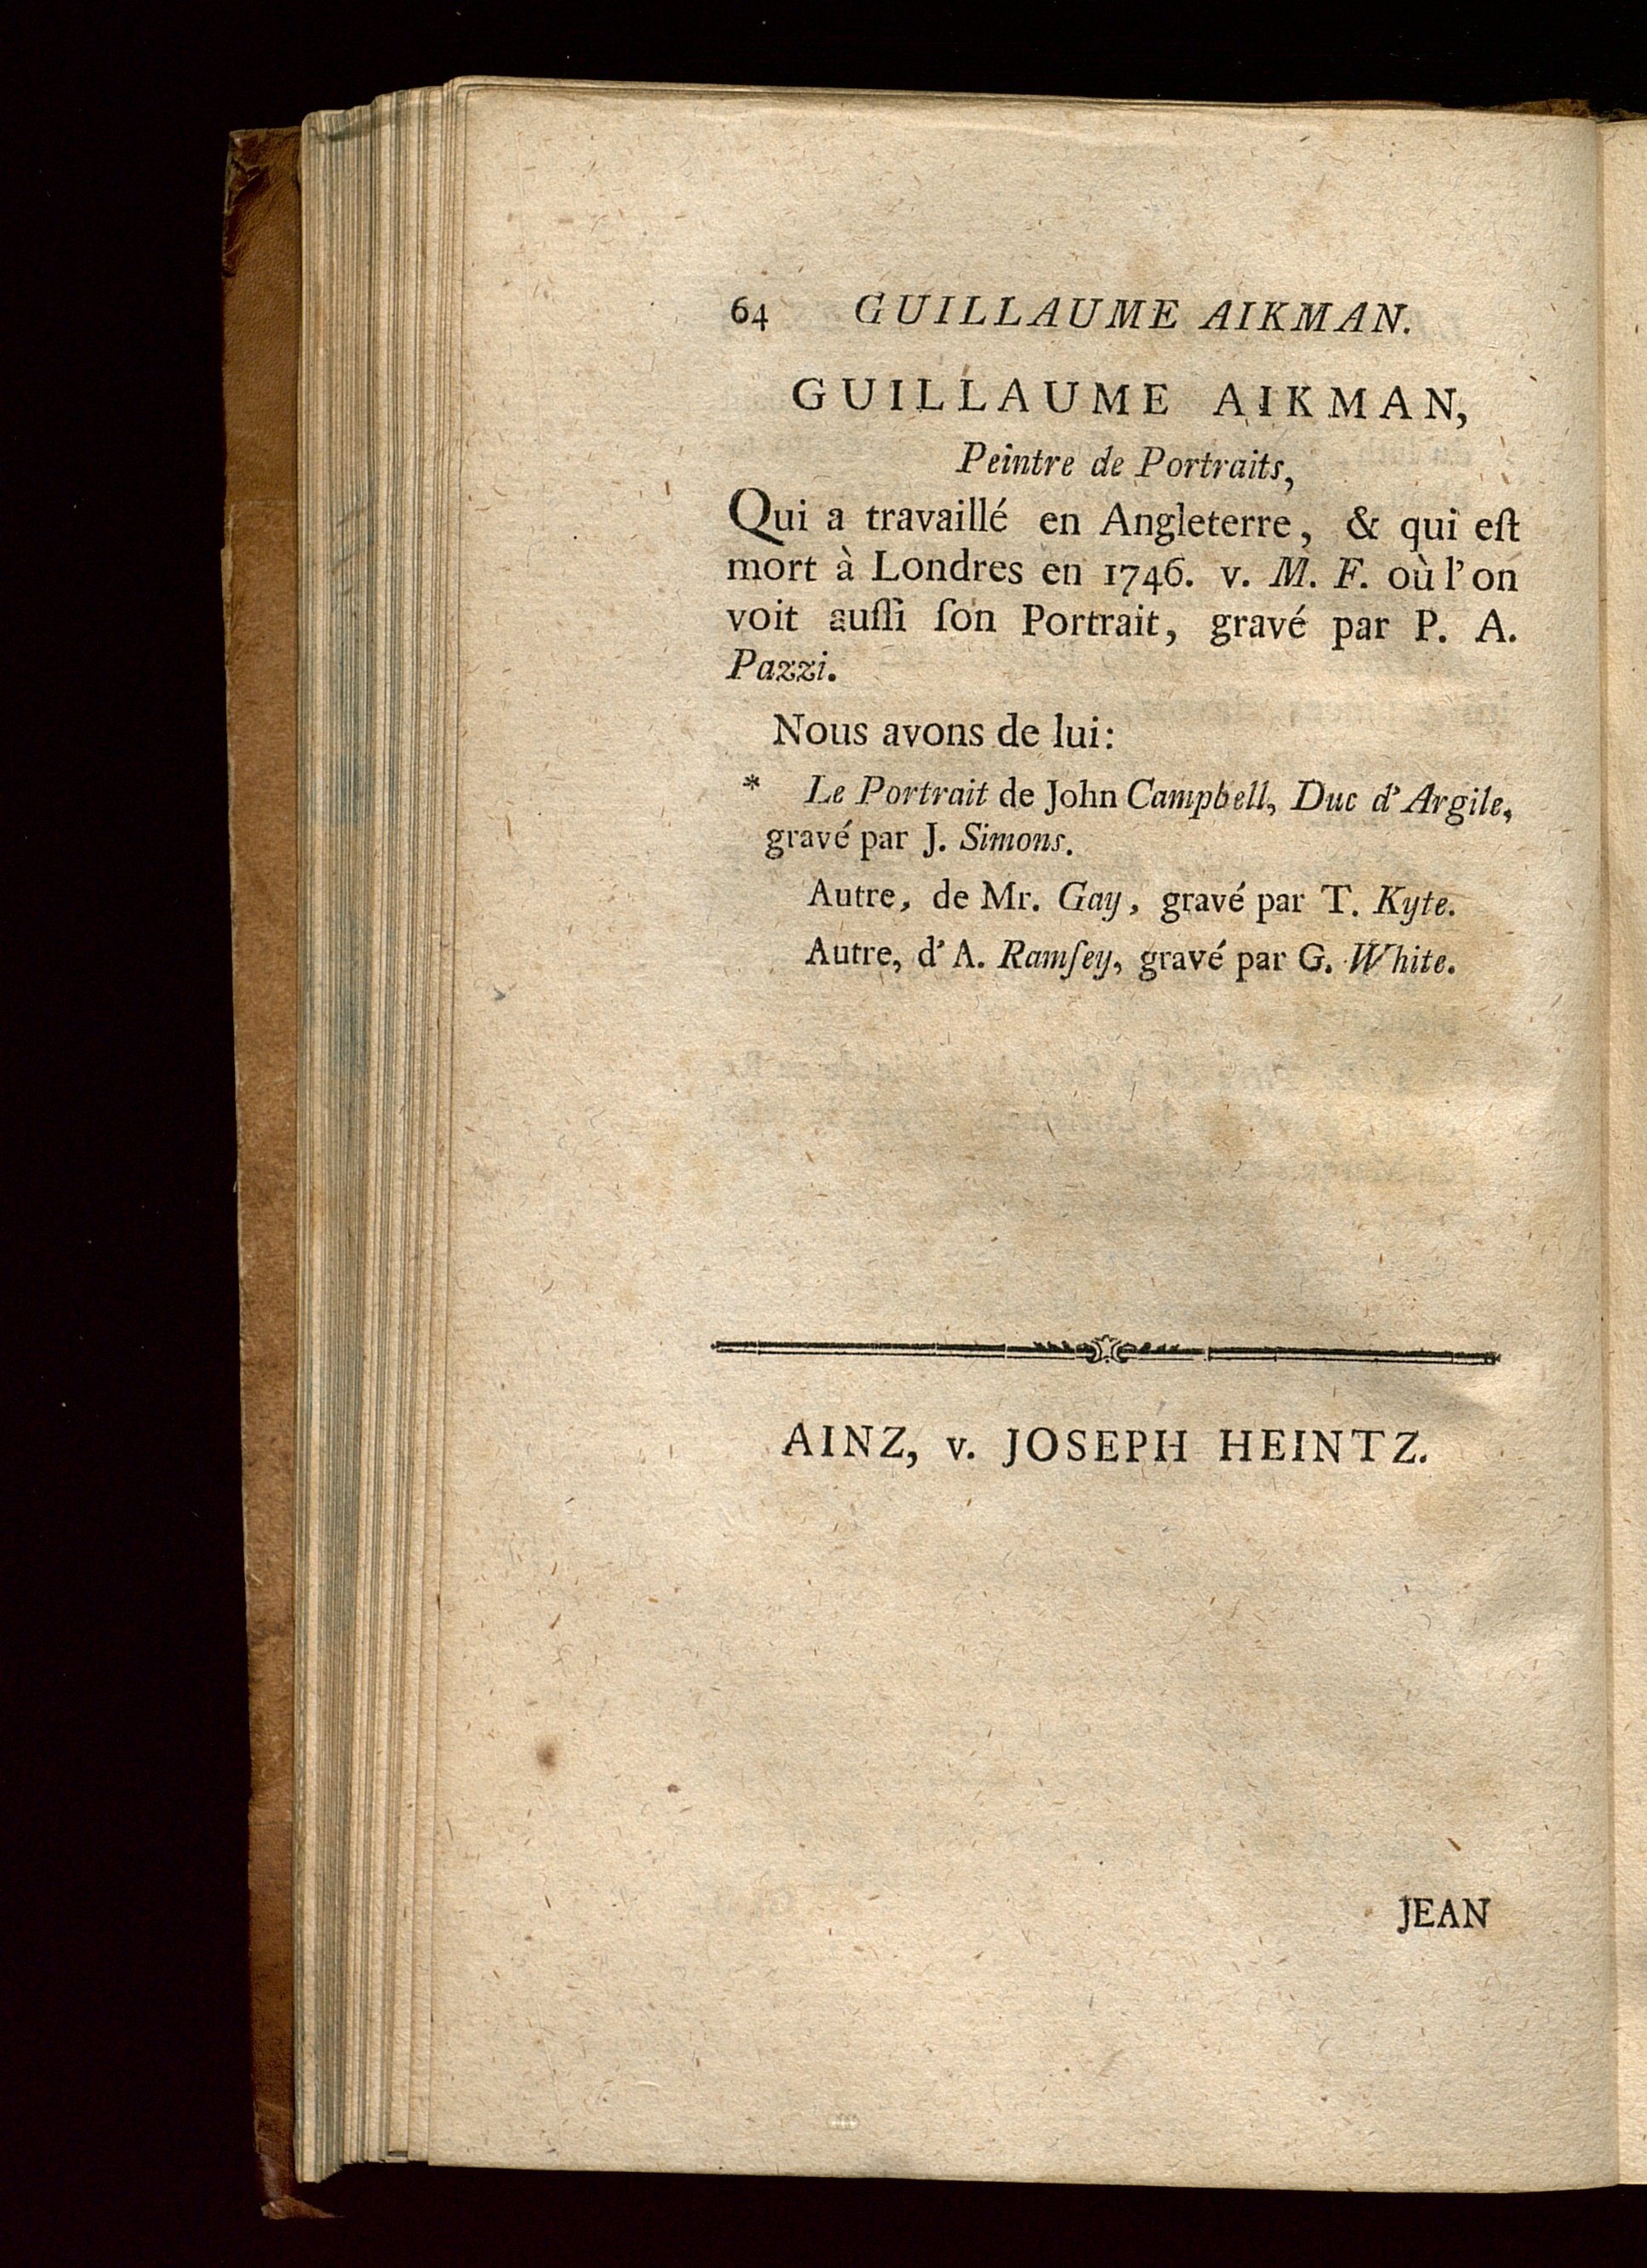 64 GUILLAUME AIKMAN.
GUILLAUME AIKMAN,
Peintre de Portraits,
Qui a travaillé en Angleterre, & qui eſt
mort à Londres en 1746. v. M. F. où l'on
voit auſſi ſon Portrait, gravé par P. A.
Pazzi.
Nous avons de lui:
* Le Portrait de John Campbell, Duc d'Argile,
gravé par J. Simons.
Autre, de Mr. Gay, gravé par T. Kyte.
Autre, d'A. Ramſey, gravé par G. White.
AINZ, v. JOSEPH HEINTZ.
JEAN